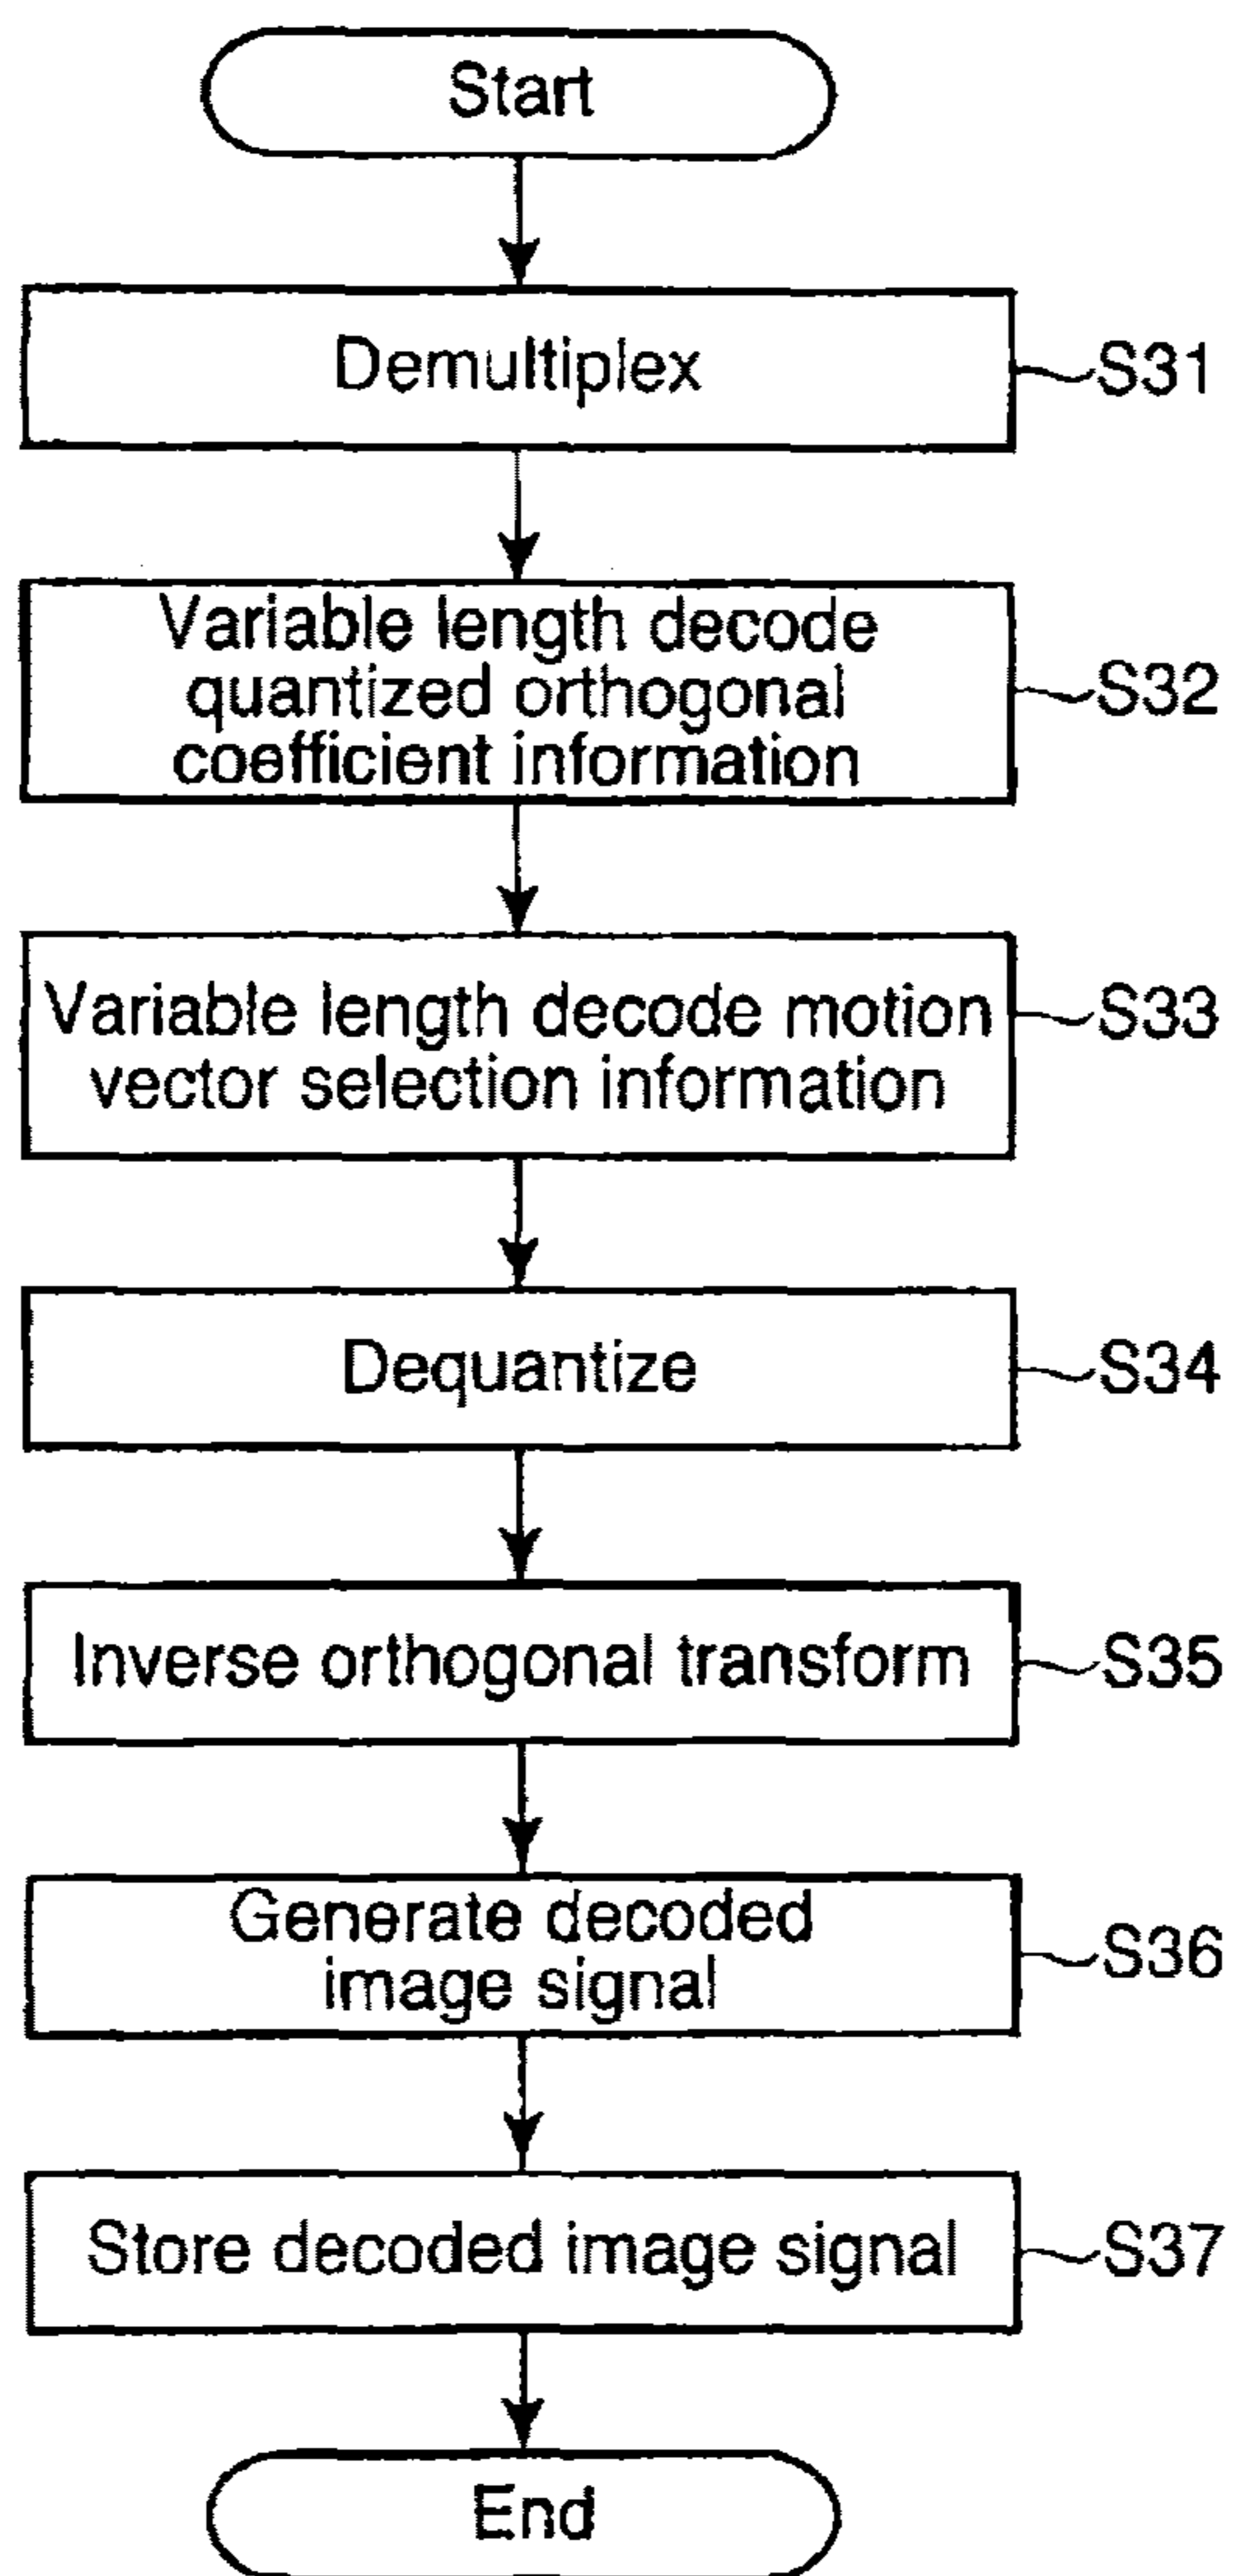 Start
Demultiplex
S31
Variable length decode
quantized orthogonal
coefficient information
S32
Variable length decode motion
vector selection information
S33
Dequantize
S34
Inverse orthogonal transform
S35
Generate decoded
image signal
S36
Store decoded image signal
S37
End